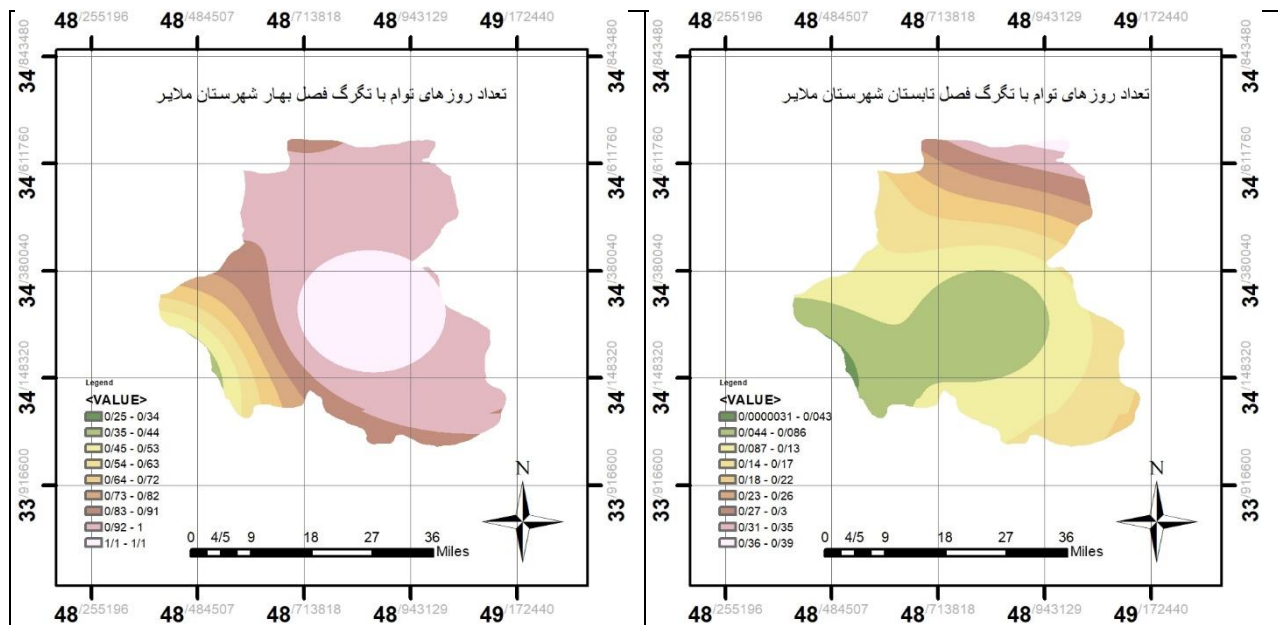 48/255196 48/484507 48/713818 48/943129 49/172440
34/843480
34/611760
34/380040
34/148320
33/916600
تعداد روزهای توام با تگرگ فصل بهار شهرستان ملایر
34/843480
34/611760
34/380040
34/148320
33/916600
Legend
<VALUE>
0/25 - 0/34
0/35 - 0/44
0/45 - 0/53
0/54 - 0/63
0/64 - 0/72
0/73 - 0/82
0/83 - 0/91
0/92 - 1
1/1 - 1/1
N
0 4/5 9 18 27 36
Miles
48/255196 48/484507 48/713818 48/943129 49/172440
48/255196 48/484507 48/713818 48/943129 49/172440
34/843480
34/611760
34/380040
34/148320
33/916600
تعداد روزهای توام با تگرگ فصل تابستان شهرستان ملایر
34/843480
34/611760
34/380040
34/148320
33/916600
Legend
<VALUE>
0/0000031 - 0/043
0/044 - 0/086
0/087 - 0/13
0/14 - 0/17
0/18 - 0/22
0/23 - 0/26
0/27 - 0/3
0/31 - 0/35
0/36 - 0/39
N
0 4/5 9 18 27 36
Miles
48/255196 48/484507 48/713818 48/943129 49/172440